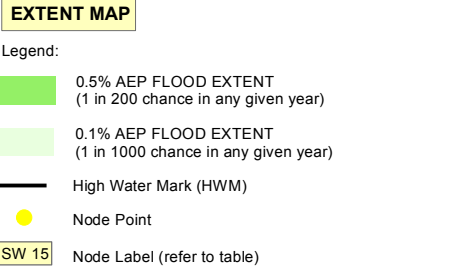 EXTENT MAP
Legend:
0.5% AEP FLOOD EXTENT
(1 in 200 chance in any given year)
0.1% AEP FLOOD EXTENT
(1 in 1000 chance in any given year)
High Water Mark (HWM)
Node Point
SW 15 Node Label (refer to table)